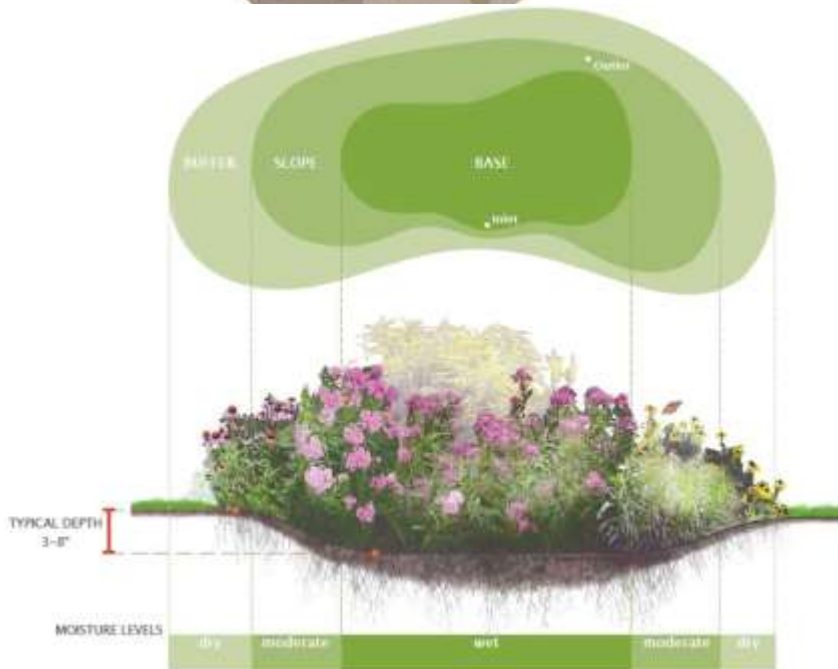 Outlet
BUFFER SLOPE BASE
Inlet
TYPICAL DEPTH
3-8"
MOISTURE LEVELS
dry moderate wet moderate dry